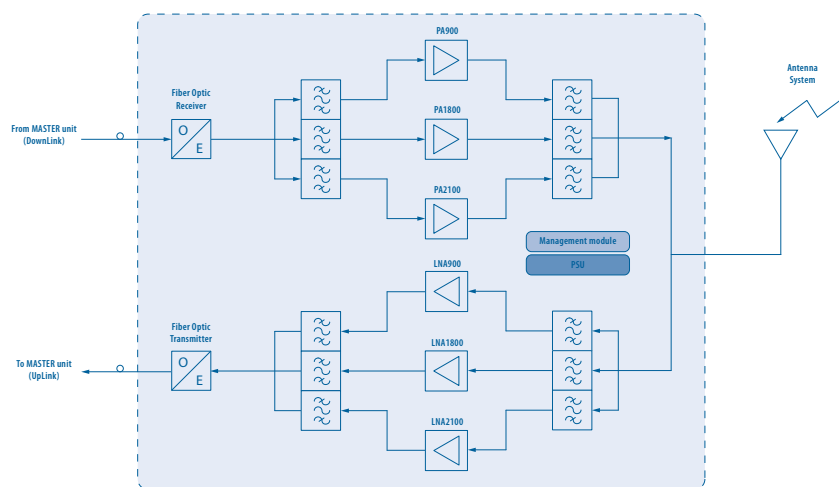 PA900
Antenna
System
Fiber Optic
Receiver
From MASTER unit
(DownLink)
O
E
PA1800
PA2100
Management module
PSU
LNA900
Fiber Optic
Transmitter
LNA1800
To MASTER unit
(UpLink)
O
E
LNA2100